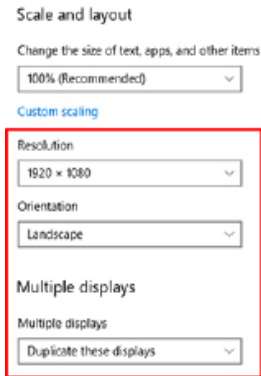 Scale and layout
Change the size of text, apps, and other items
100% (Recommended)
Custom scaling
Resolution
1920 × 1080
Orientation
Landscape
Multiple displays
Multiple displays
Duplicate these displays